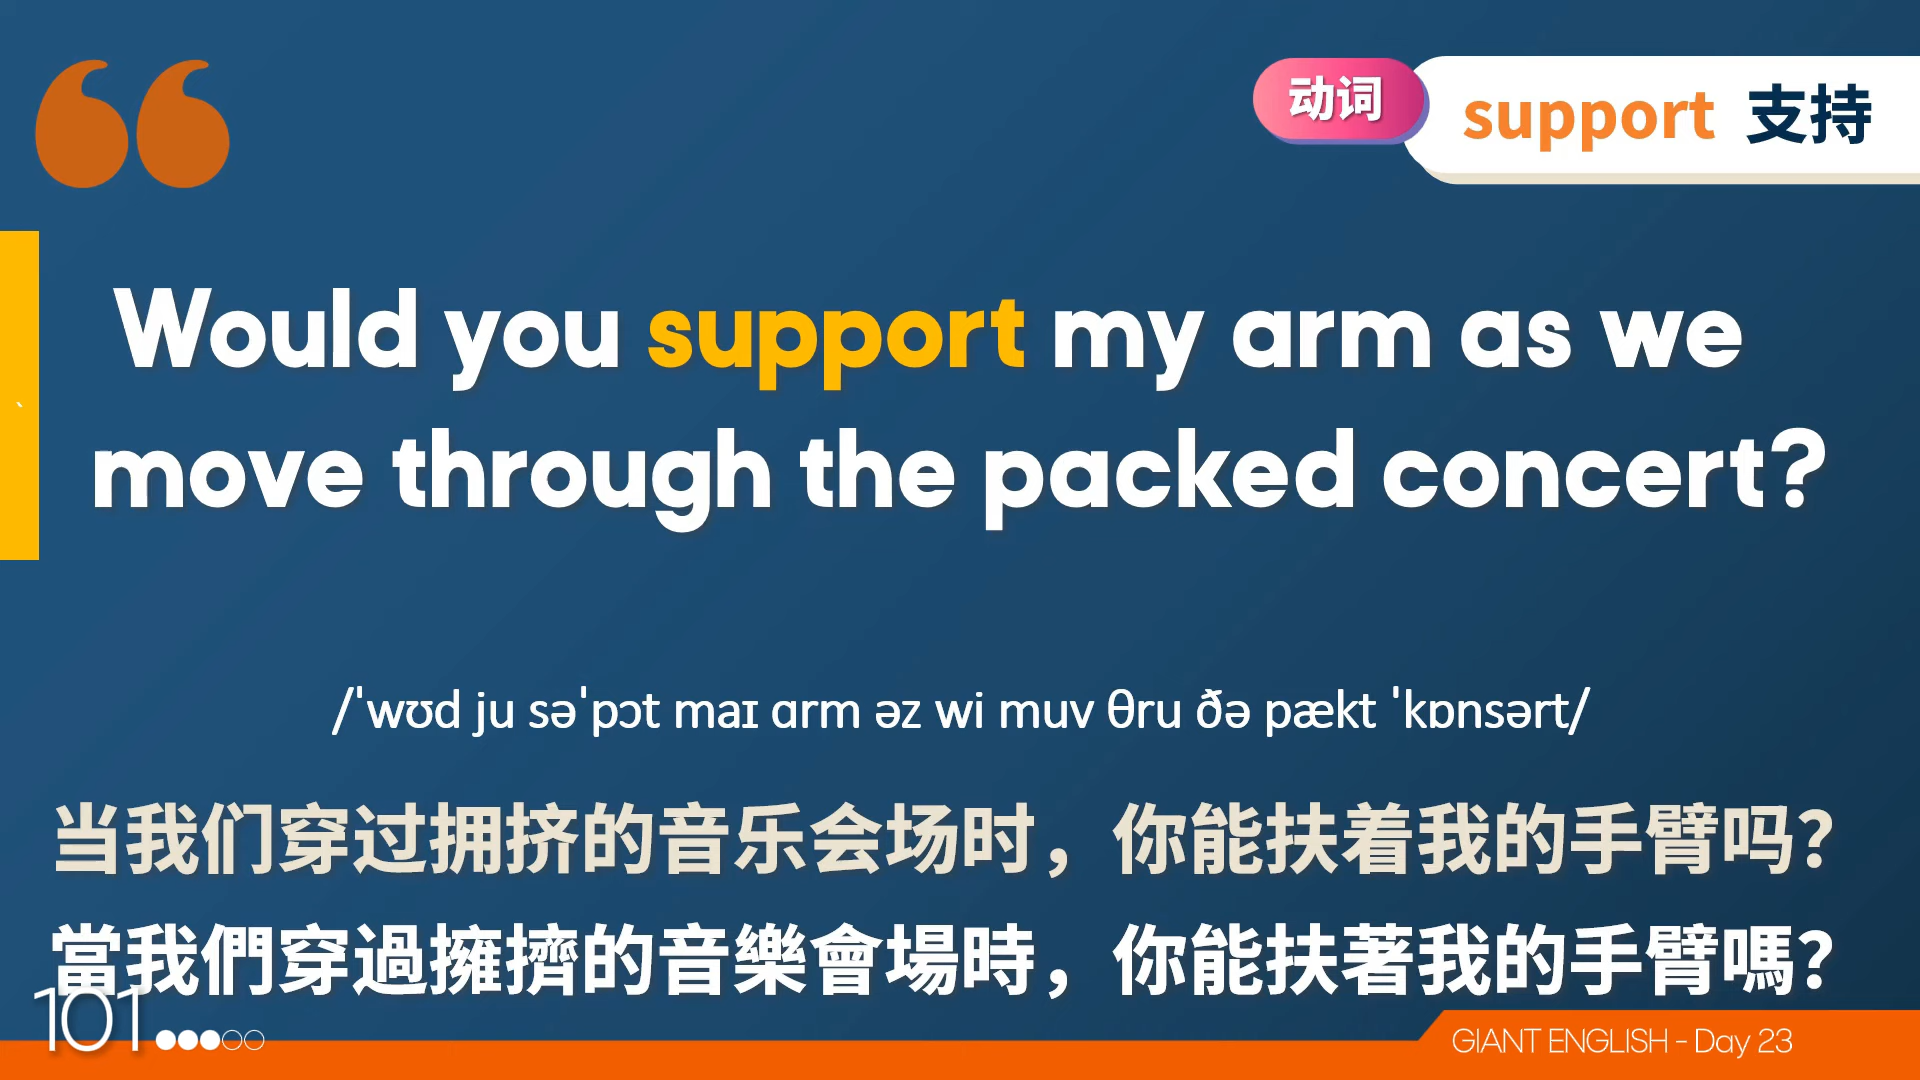 动词
support 支持
Would you support my arm as we
move through the packed concert?
/ˈwʊd ju səˈpɔt maɪ ɑrm əz wi muv θru ðə pækt ˈkɒnsərt/
当我们穿过拥挤的音乐会场时，你能扶着我的手臂吗？
當我們穿過擁擠的音樂會場時，你能扶著我的手臂嗎？
101
GIANT ENGLISH - Day 23